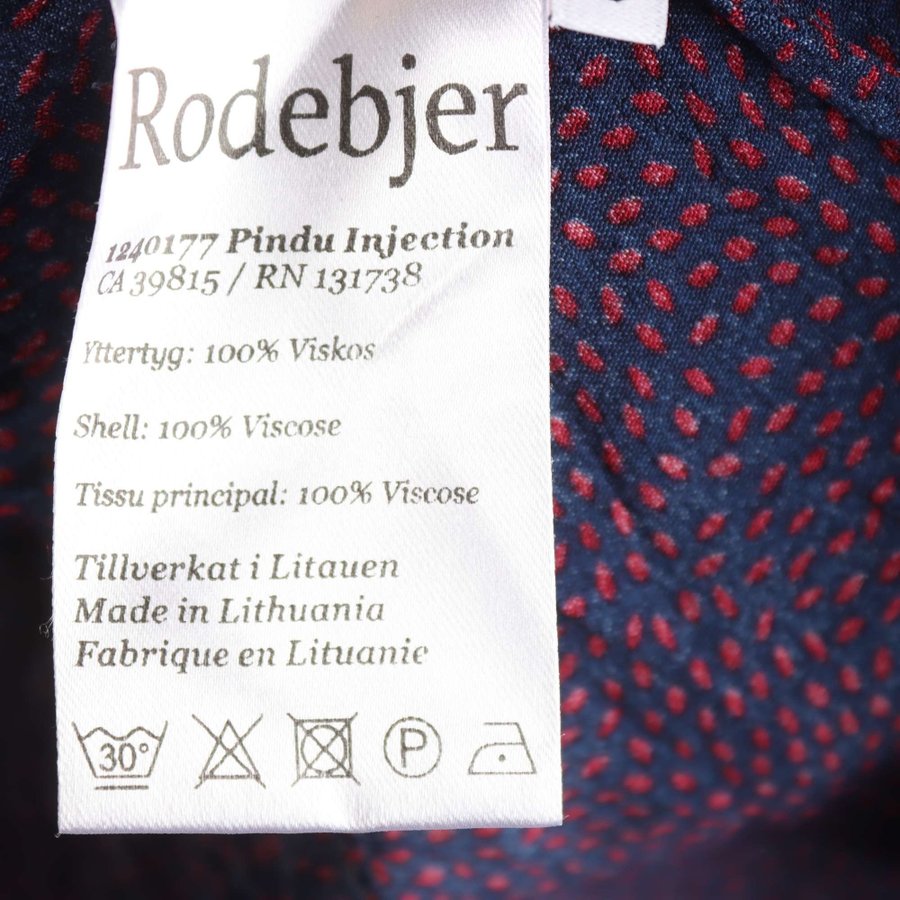 Rodebjer
1240177 Pindu Injection
CA 39815 / RN 131738
Yttertyg: 100% Viskos
Shell: 100% Viscose
Tissu principal: 100% Viscose
Tillverkat i Litauen
Made in Lithuania
Fabrique en Lituanie
30° P